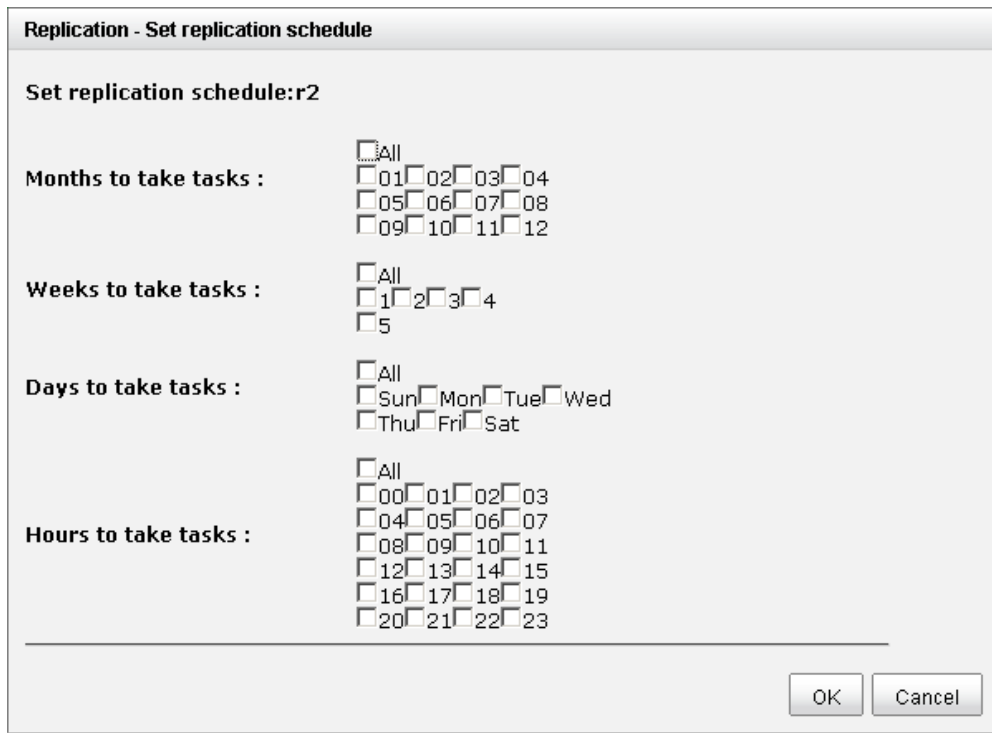 Replication - Set replication schedule
Set replication schedule:r2
Months to take tasks :
All
01 02 03 04
05 06 07 08
09 10 11 12
Weeks to take tasks :
All
1 2 3 4
5
Days to take tasks :
All
Sun Mon Tue Wed
Thu Fri Sat
Hours to take tasks :
All
00 01 02 03
04 05 06 07
08 09 10 11
12 13 14 15
16 17 18 19
20 21 22 23
OK Cancel